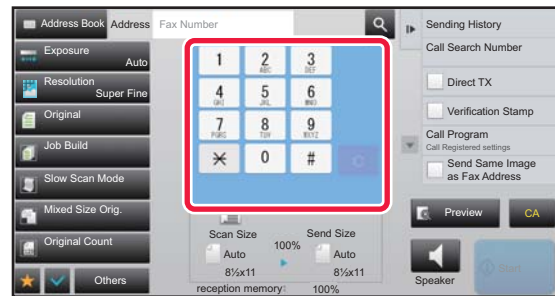 Address Book
Address
Fax Number
Exposure
Auto
Resolution
Super Fine
Original
Job Build
Slow Scan Mode
Mixed Size Orig.
Original Count
Others
1
2
ABC
3
DEF
4
GHI
5
JKL
6
MNO
7
PQRS
8
TUV
9
WXYZ
0
#
C
Scan Size
Auto
8½x11
100%
Send Size
Auto
8½x11
reception memory:
100%
Sending History
Call Search Number
Direct TX
Verification Stamp
Call Program
Call Registered settings
Send Same Image
as Fax Address
Preview
CA
Speaker
Start